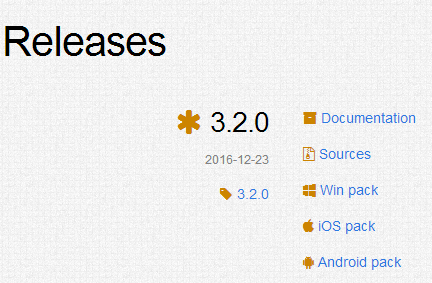 Releases
3.2.0
2016-12-23
3.2.0
Documentation
Sources
Win pack
iOS pack
Android pack